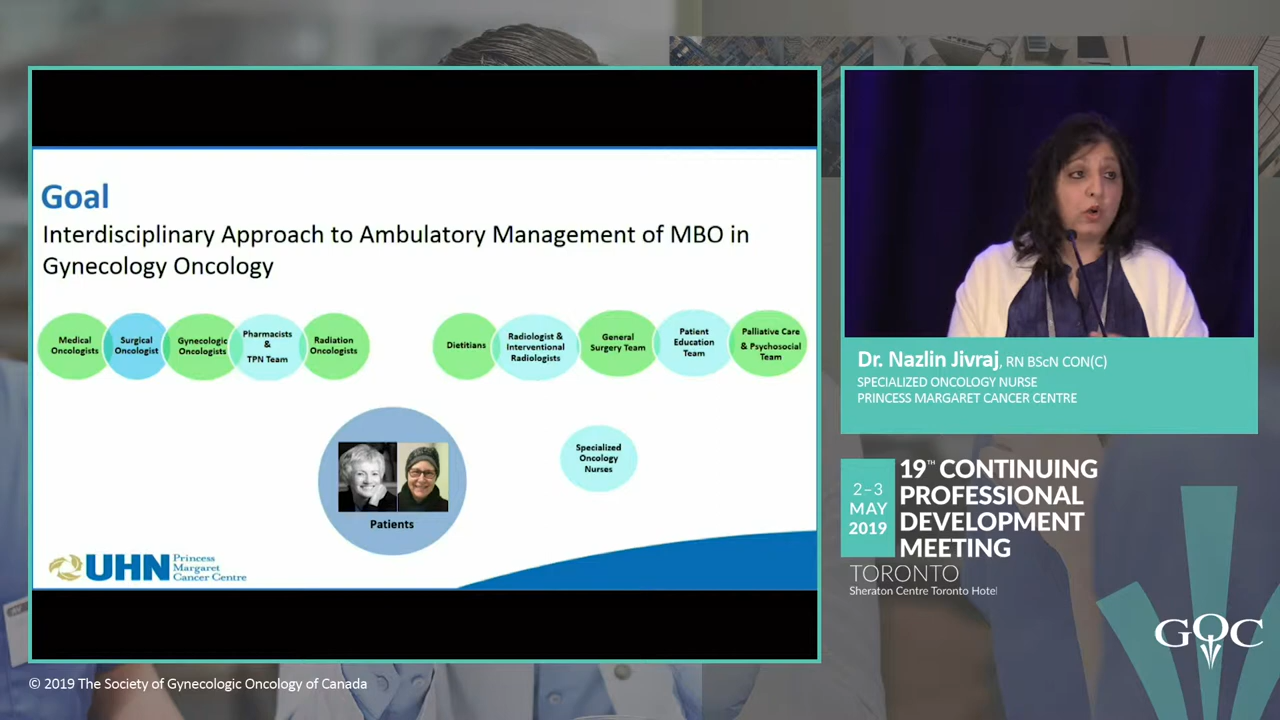 Goal
Interdisciplinary Approach to Ambulatory Management of MBO in
Gynecology Oncology
Medical
Oncologists
Surgical
Oncologist
Gynecologic
Oncologists
Pharmacists
&
TPN Team
Radiation
Oncologists
Dietitians
Radiologist &
Interventional
Radiologists
General
Surgery Team
Patient
Education
Team
Palliative Care
& Psychosocial
Team
Patients
Specialized
Oncology
Nurses
UHN Princess
Margaret
Cancer Centre
Dr. Nazlin Jivraj, RN BScN CON(C)
SPECIALIZED ONCOLOGY NURSE
PRINCESS MARGARET CANCER CENTRE
2–3
MAY
2019
19TH CONTINUING
PROFESSIONAL
DEVELOPMENT
MEETING
TORONTO
Sheraton Centre Toronto Hotel
GOC
© 2019 The Society of Gynecologic Oncology of Canada